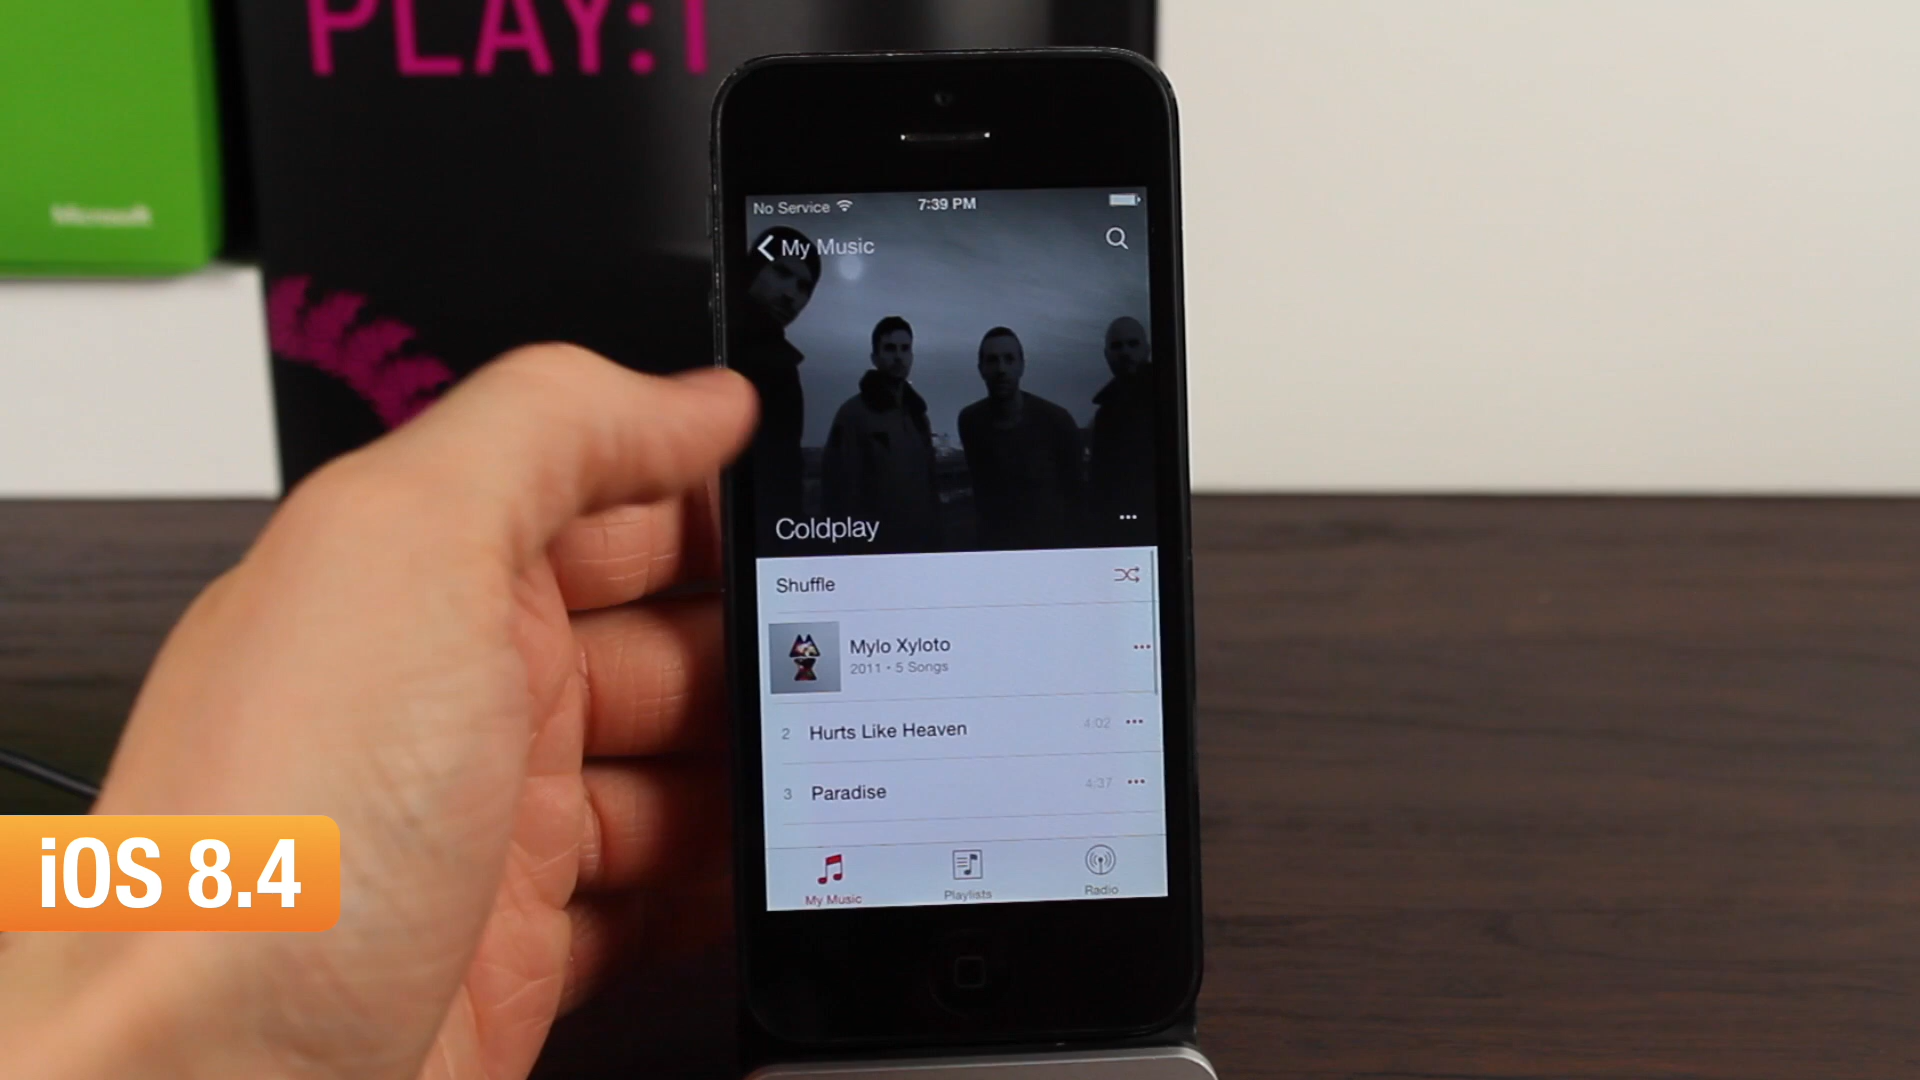 PLAY:1
Microsoft
No Service
7:39 PM
My Music
Coldplay
Shuffle
Mylo Xyloto
2011 • 5 Songs
2 Hurts Like Heaven 4:02
3 Paradise 4:37
My Music
Playlists
Radio
iOS 8.4